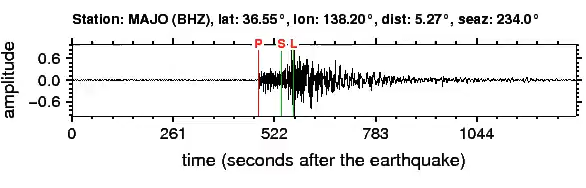 Station: MAJO (BHZ), lat: 36.55°, lon: 138.20°, dist: 5.27°, seaz: 234.0°
P S L
amplitude
0.6
0.0
−0.6
0 261 522 783 1044
time (seconds after the earthquake)